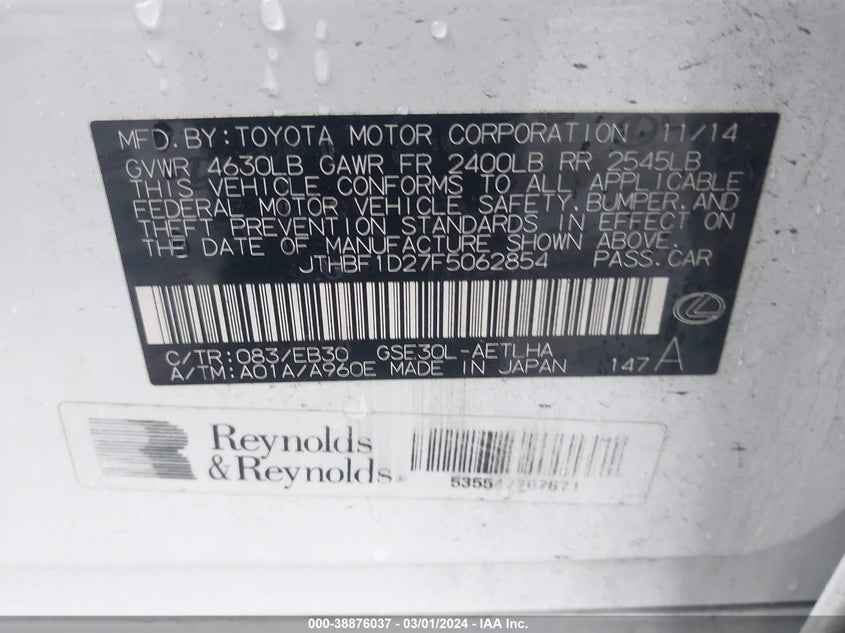 MFD.BY:TOYOTA MOTOR CORPORATION 11/14
GVWR 4630LB GAWR FR 2400LB RR 2545LB
THIS VEHICLE CONFORMS TO ALL APPLICABLE
FEDERAL MOTOR VEHICLE SAFETY, BUMPER, AND
THEFT PREVENTION STANDARDS IN EFFECT ON
THE DATE OF MANUFACTURE SHOWN ABOVE.
JTHBF1D27F5062854 PASS.CAR
C/TR:083/EB30 GSE30L-AETLHA
A/TM:A01A/A960E MADE IN JAPAN 147A
Reynolds
& Reynolds
000-38876037 - 03/01/2024 - IAA Inc.